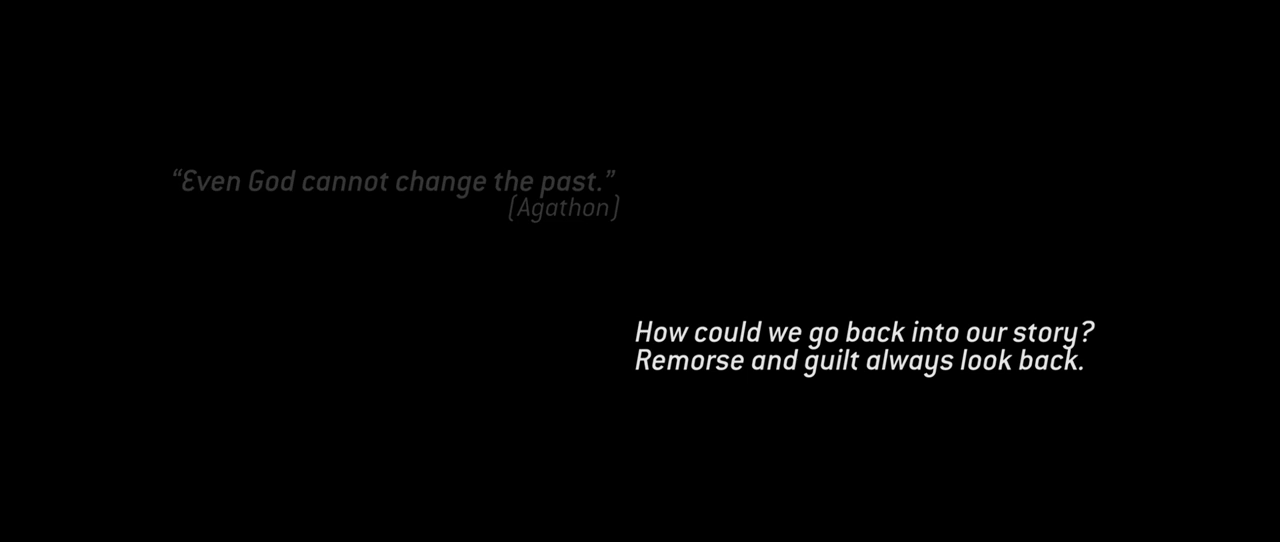 “Even God cannot change the past.”
(Agathon)
How could we go back into our story?
Remorse and guilt always look back.